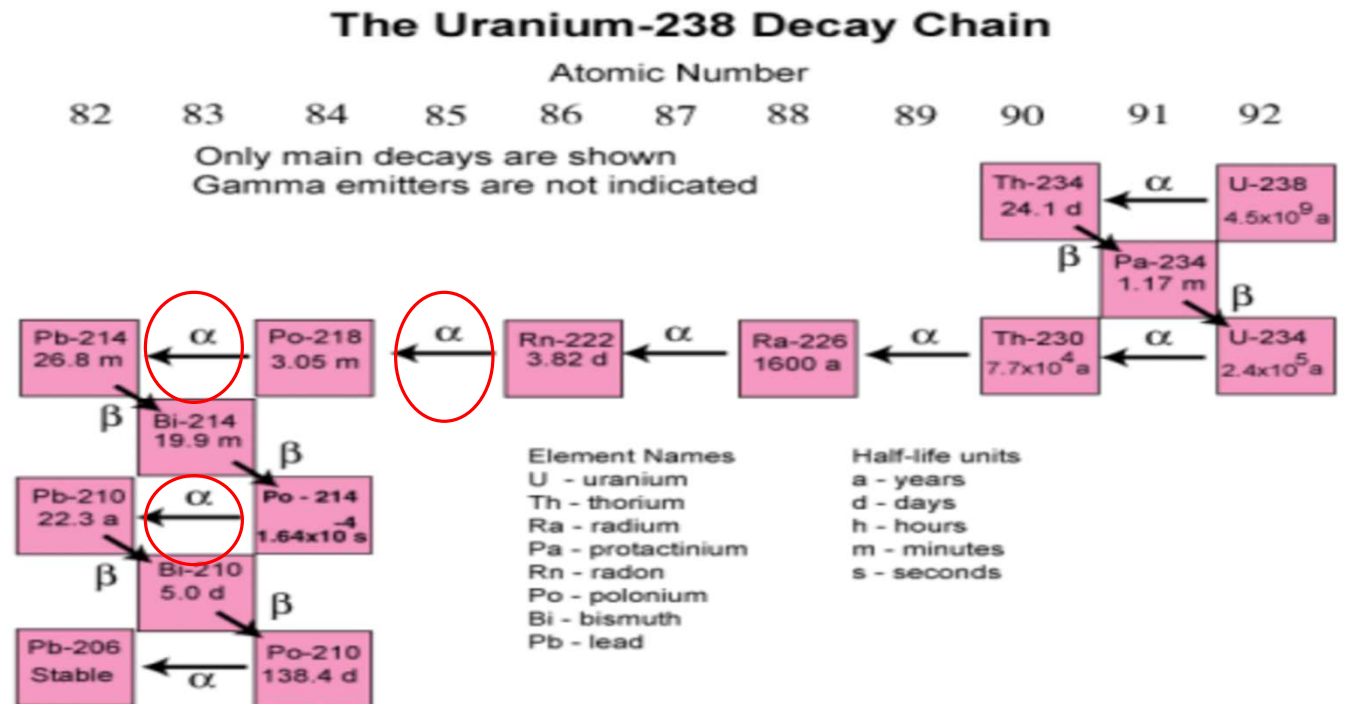 The Uranium-238 Decay Chain
Atomic Number
82 83 84 85 86 87 88 89 90 91 92
Only main decays are shown
Gamma emitters are not indicated
Th-234
24.1 d
α
U-238
4.5x10⁹ a
β
Pa-234
1.17 m
β
Pb-214
26.8 m
α
Po-218
3.05 m
α
Rn-222
3.82 d
α
Ra-226
1600 a
α
Th-230
7.7x10⁴ a
α
U-234
2.4x10⁵ a
β
Bi-214
19.9 m
β
Pb-210
22.3 a
α
Po - 214
1.64x10⁻⁴ s
β
Bi-210
5.0 d
β
Pb-206
Stable
α
Po-210
138.4 d
Element Names
U - uranium
Th - thorium
Ra - radium
Pa - protactinium
Rn - radon
Po - polonium
Bi - bismuth
Pb - lead
Half-life units
a - years
d - days
h - hours
m - minutes
s - seconds